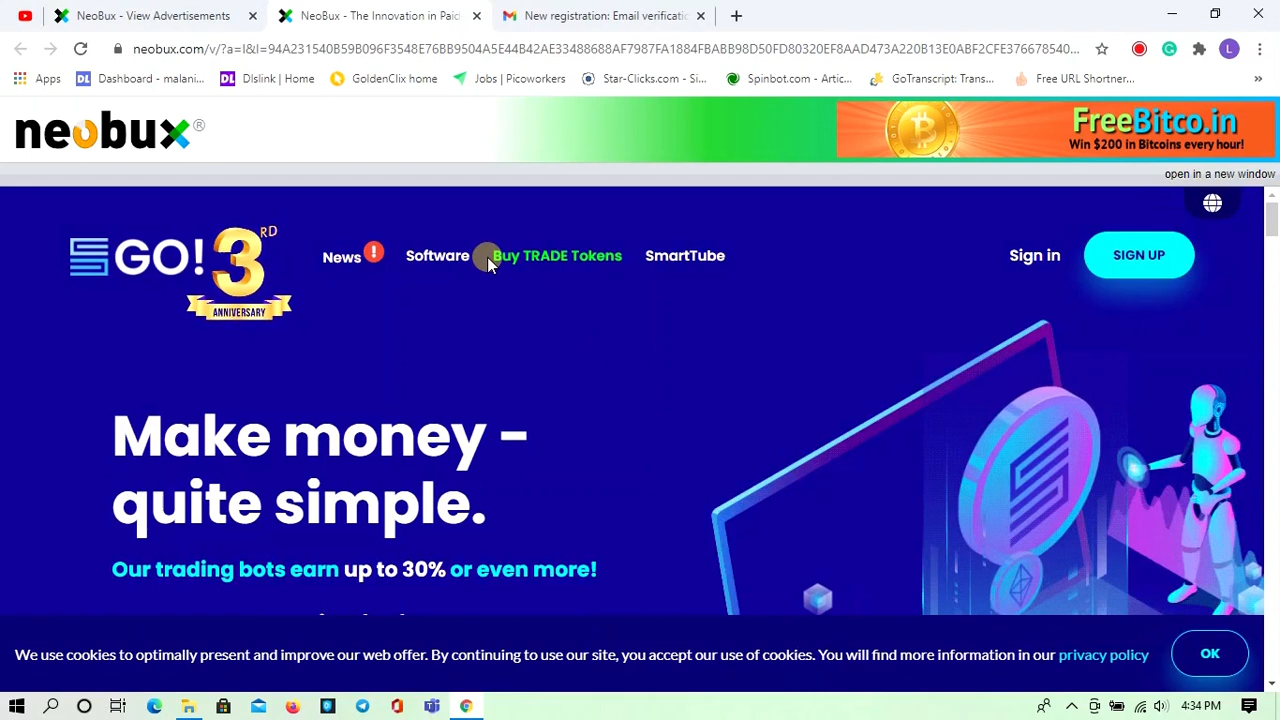 NeoBux - View Advertisements
NeoBux - The Innovation in Paid
New registration: Email verificati
neobux.com/v/?a=l&l=94A231540B59B096F3548E76BB9504A5E44B42AE33488688AF7987FA1884FBABB98D50FD80320EF8AAD473A220B13E0ABF2CFE376678540...
L
Apps
Dashboard - malani...
Dlslink | Home
GoldenClix home
Jobs | Picoworkers
Star-Clicks.com - Si...
Spinbot.com - Artic...
GoTranscript: Trans...
Free URL Shortner...
»
neobux®
FreeBitco.in
Win $200 in Bitcoins every hour!
open in a new window
GO! 3RD
ANNIVERSARY
News !
Software
Buy TRADE Tokens
SmartTube
Sign in
SIGN UP
Make money -
quite simple.
Our trading bots earn up to 30% or even more!
We use cookies to optimally present and improve our web offer. By continuing to use our site, you accept our use of cookies. You will find more information in our privacy policy
OK
4:34 PM